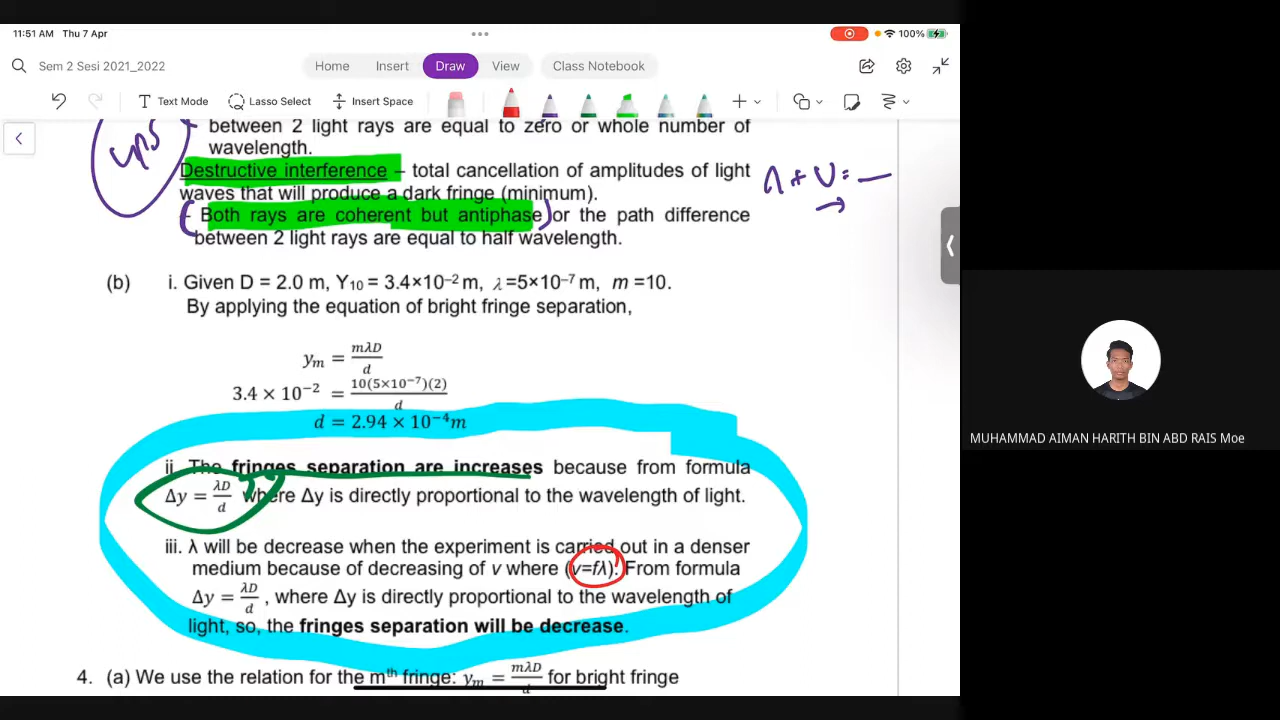 11:51 AM Thu 7 Apr
100%
Sem 2 Sesi 2021_2022
Home Insert Draw View Class Notebook
Text Mode Lasso Select Insert Space
between 2 light rays are equal to zero or whole number of
wavelength.
Destructive interference – total cancellation of amplitudes of light
waves that will produce a dark fringe (minimum).
- Both rays are coherent but antiphase) or the path difference
between 2 light rays are equal to half wavelength.
(b) i. Given D = 2.0 m, Y₁₀ = 3.4×10⁻² m, λ =5×10⁻⁷ m, m =10.
By applying the equation of bright fringe separation,
yₘ = mλD/d
3.4 × 10⁻² = 10(5×10⁻⁷)(2)/d
d = 2.94 × 10⁻⁴m
ii. The fringes separation are increases because from formula
Δy = λD/d where Δy is directly proportional to the wavelength of light.
iii. λ will be decrease when the experiment is carried out in a denser
medium because of decreasing of v where (v=fλ). From formula
Δy = λD/d , where Δy is directly proportional to the wavelength of
light, so, the fringes separation will be decrease.
4. (a) We use the relation for the mᵗʰ fringe: yₘ = mλD/d for bright fringe
MUHAMMAD AIMAN HARITH BIN ABD RAIS Moe